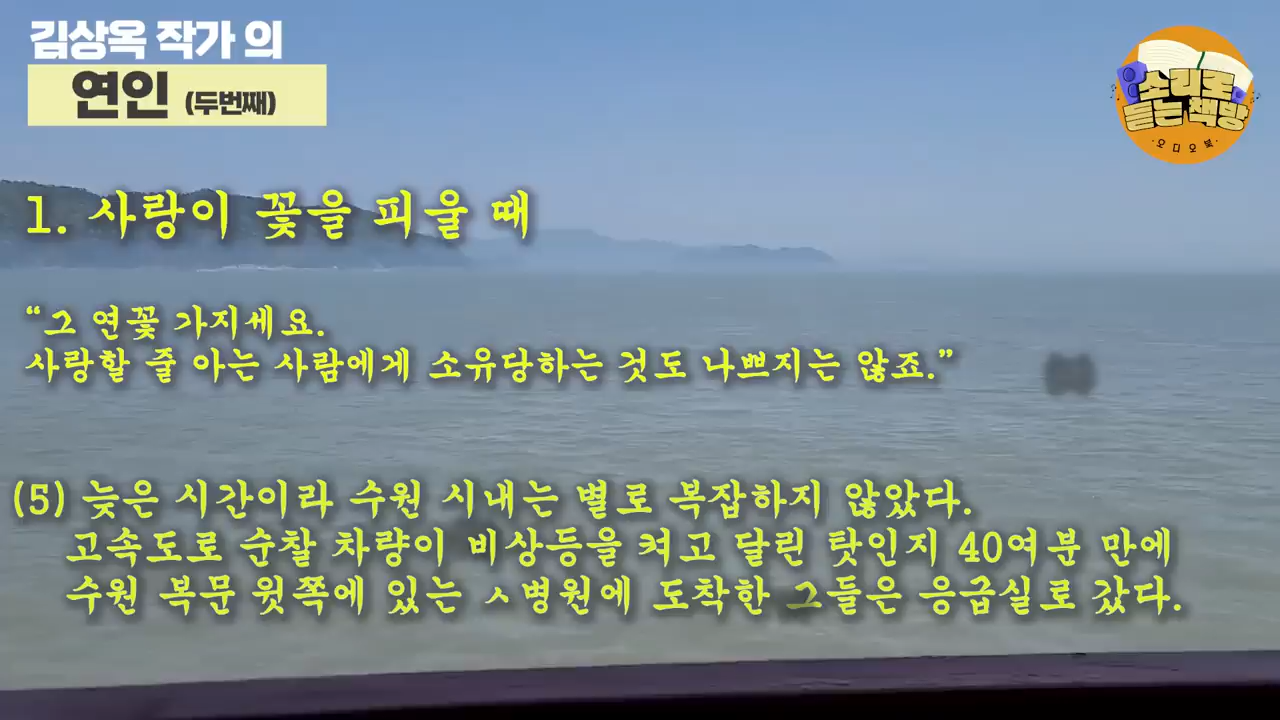 김상옥 작가 의
연인 (두번째)
소리로
듣는 책방
·오디오북·
1. 사랑이 꽃을 피울 때
“그 연꽃 가지세요.
사랑할 줄 아는 사람에게 소유당하는 것도 나쁘지는 않죠.”
(5) 늦은 시간이라 수원 시내는 별로 복잡하지 않았다.
고속도로 순찰 차량이 비상등을 켜고 달린 탓인지 40여분 만에
수원 북문 윗쪽에 있는 ㅅ병원에 도착한 그들은 응급실로 갔다.